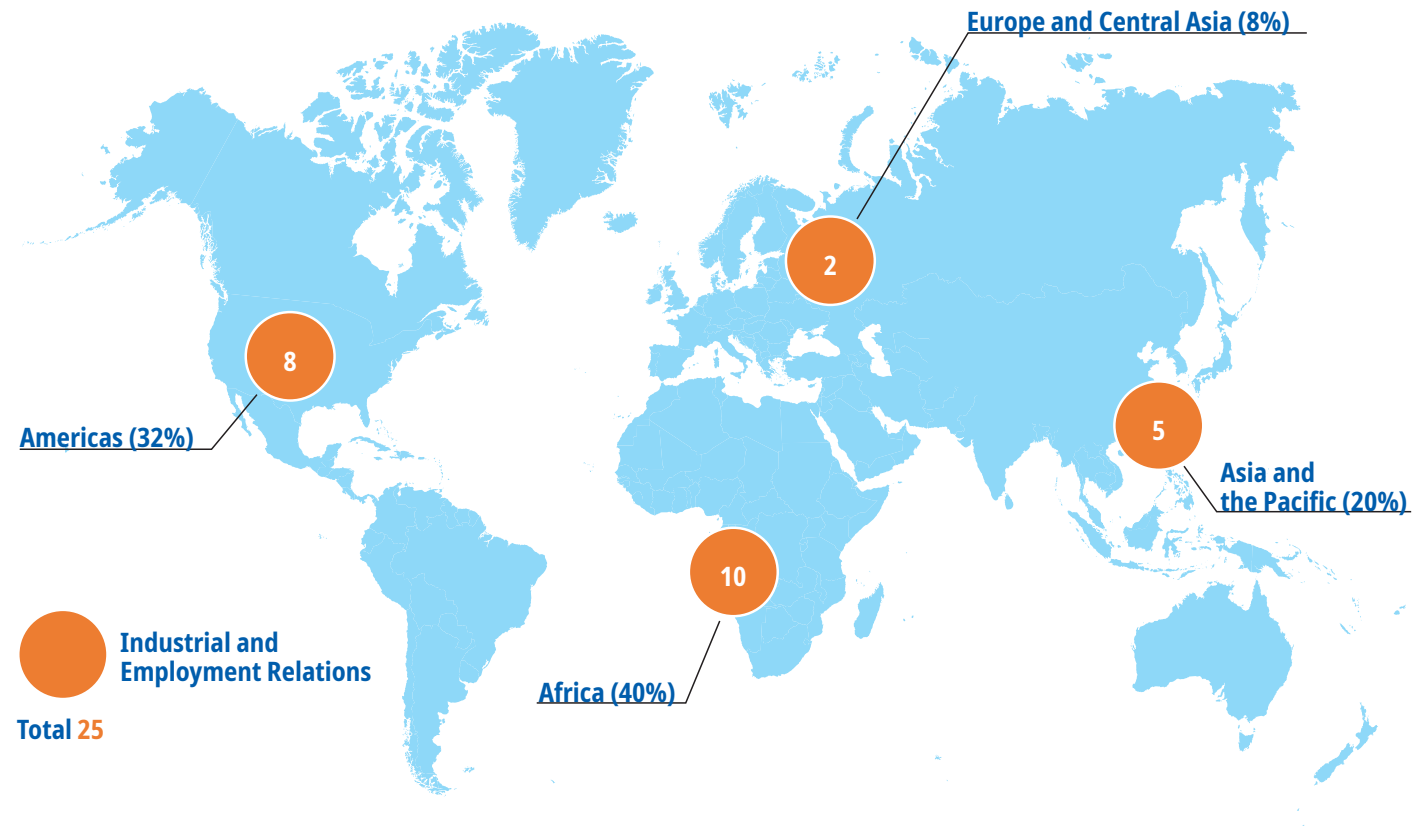 Europe and Central Asia (8%)
2
8
Americas (32%)
5
Asia and
the Pacific (20%)
10
Africa (40%)
Industrial and
Employment Relations
Total 25